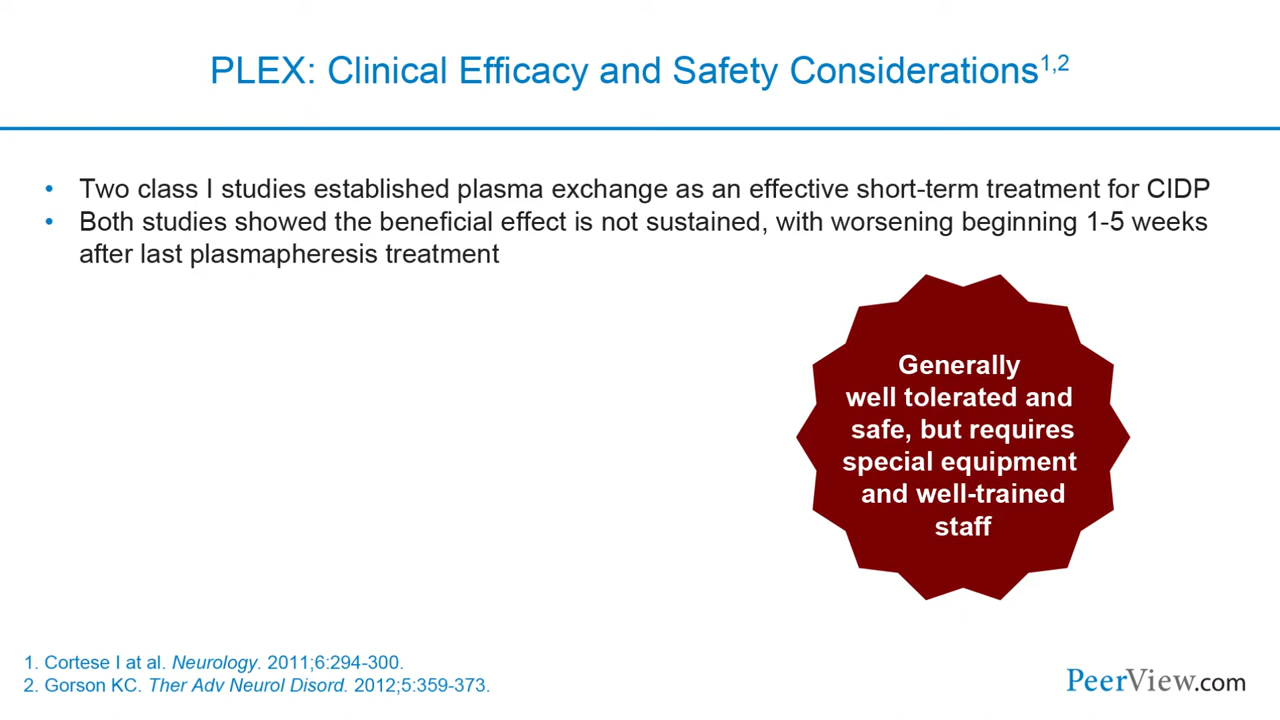 PLEX: Clinical Efficacy and Safety Considerations1,2
• Two class I studies established plasma exchange as an effective short-term treatment for CIDP
• Both studies showed the beneficial effect is not sustained, with worsening beginning 1-5 weeks
after last plasmapheresis treatment
Generally
well tolerated and
safe, but requires
special equipment
and well-trained
staff
1. Cortese I at al. Neurology. 2011;6:294-300.
2. Gorson KC. Ther Adv Neurol Disord. 2012;5:359-373.
PeerView.com